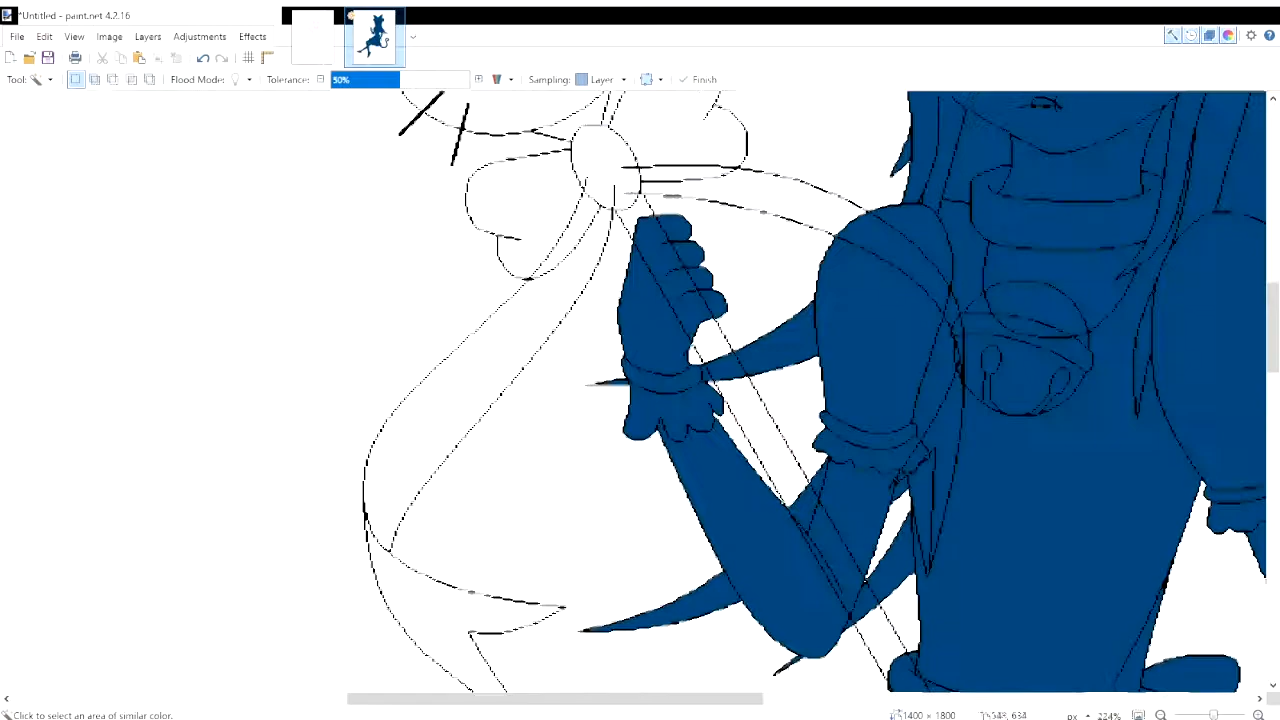 *Untitled - paint.net 4.2.16
File Edit View Image Layers Adjustments Effects
Tool: Flood Mode: Tolerance: 50% Sampling: Layer Finish
Click to select an area of similar color. 1400 × 1800 px